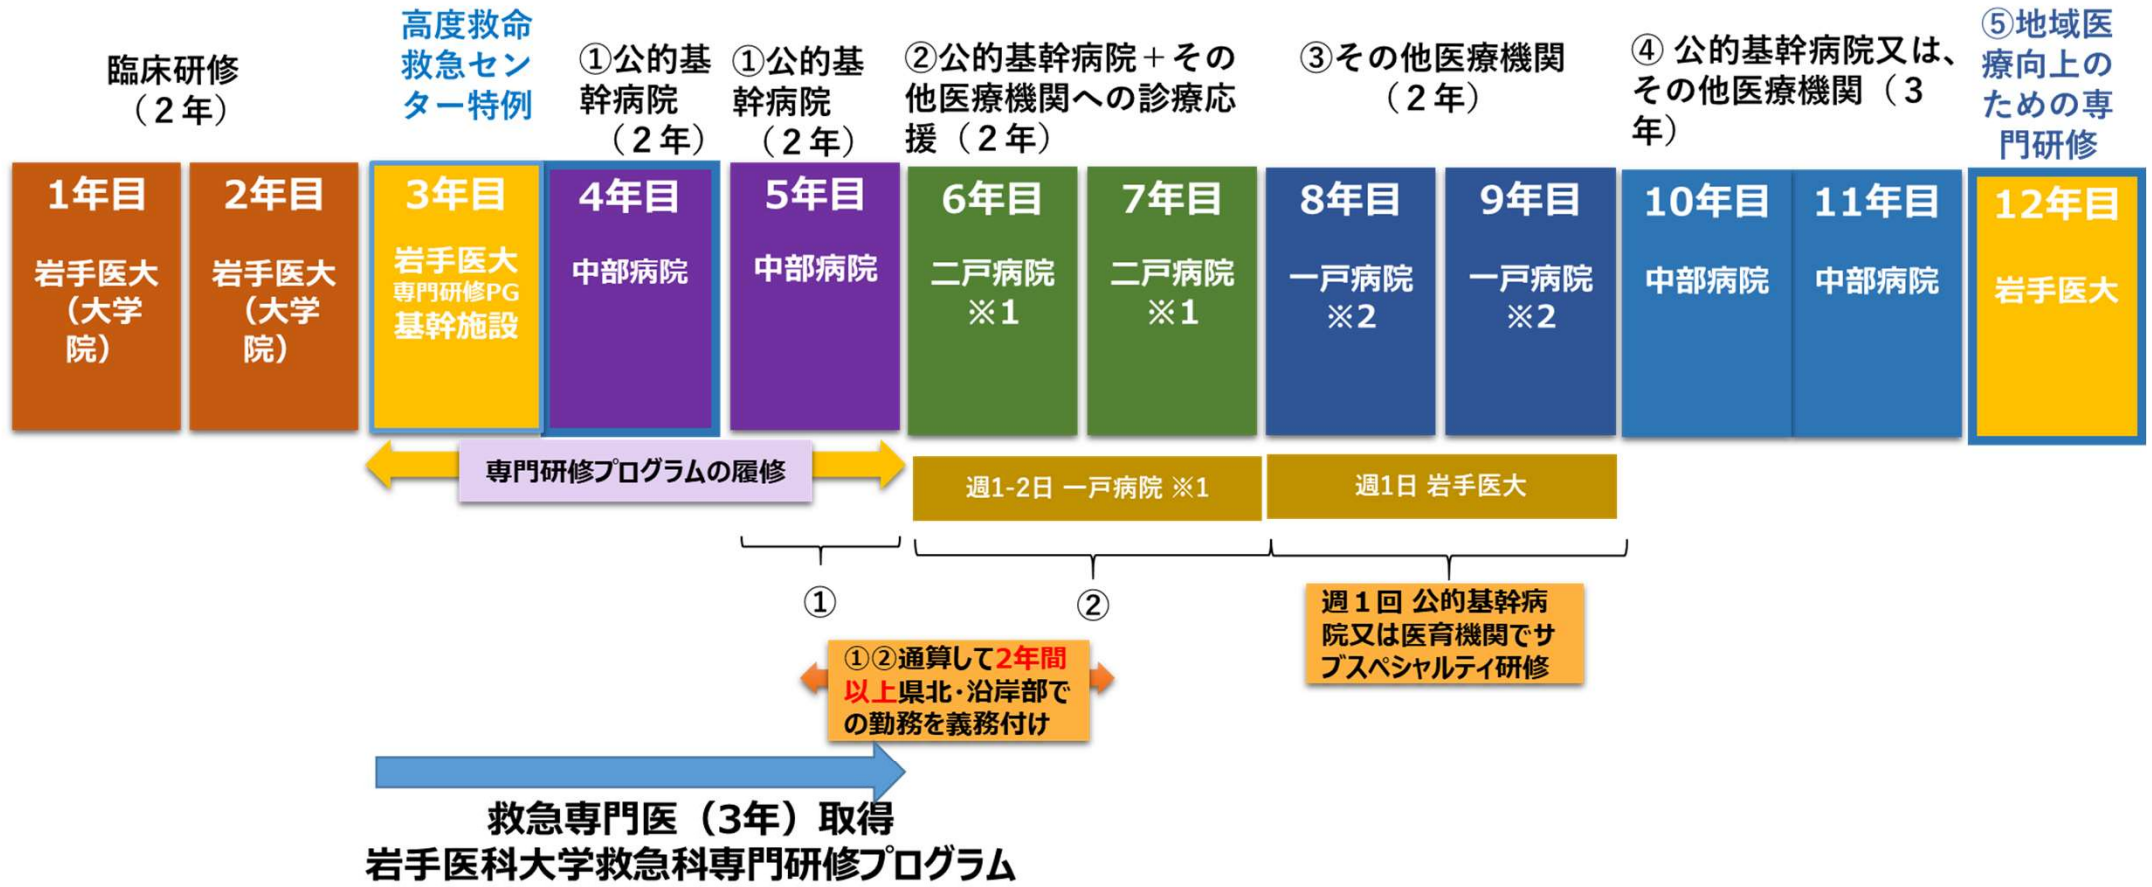 臨床研修
（２年）
高度救命
救急セン
ター特例
①公的基
幹病院
（２年）
①公的基
幹病院
（２年）
②公的基幹病院＋その
他医療機関への診療応
援（２年）
③その他医療機関
（２年）
④ 公的基幹病院又は、
その他医療機関（３
年）
⑤地域医
療向上の
ための専
門研修
1年目
岩手医大
（大学
院）
2年目
岩手医大
（大学
院）
3年目
岩手医大
専門研修PG
基幹施設
4年目
中部病院
5年目
中部病院
6年目
二戸病院
※1
7年目
二戸病院
※1
8年目
一戸病院
※2
9年目
一戸病院
※2
10年目
中部病院
11年目
中部病院
12年目
岩手医大
専門研修プログラムの履修
週1-2日 一戸病院 ※1
週1日 岩手医大
①
②
週１回 公的基幹病
院又は医育機関でサ
ブスペシャルティ研修
①②通算して2年間
以上県北・沿岸部で
の勤務を義務付け
救急専門医（3年）取得
岩手医科大学救急科専門研修プログラム